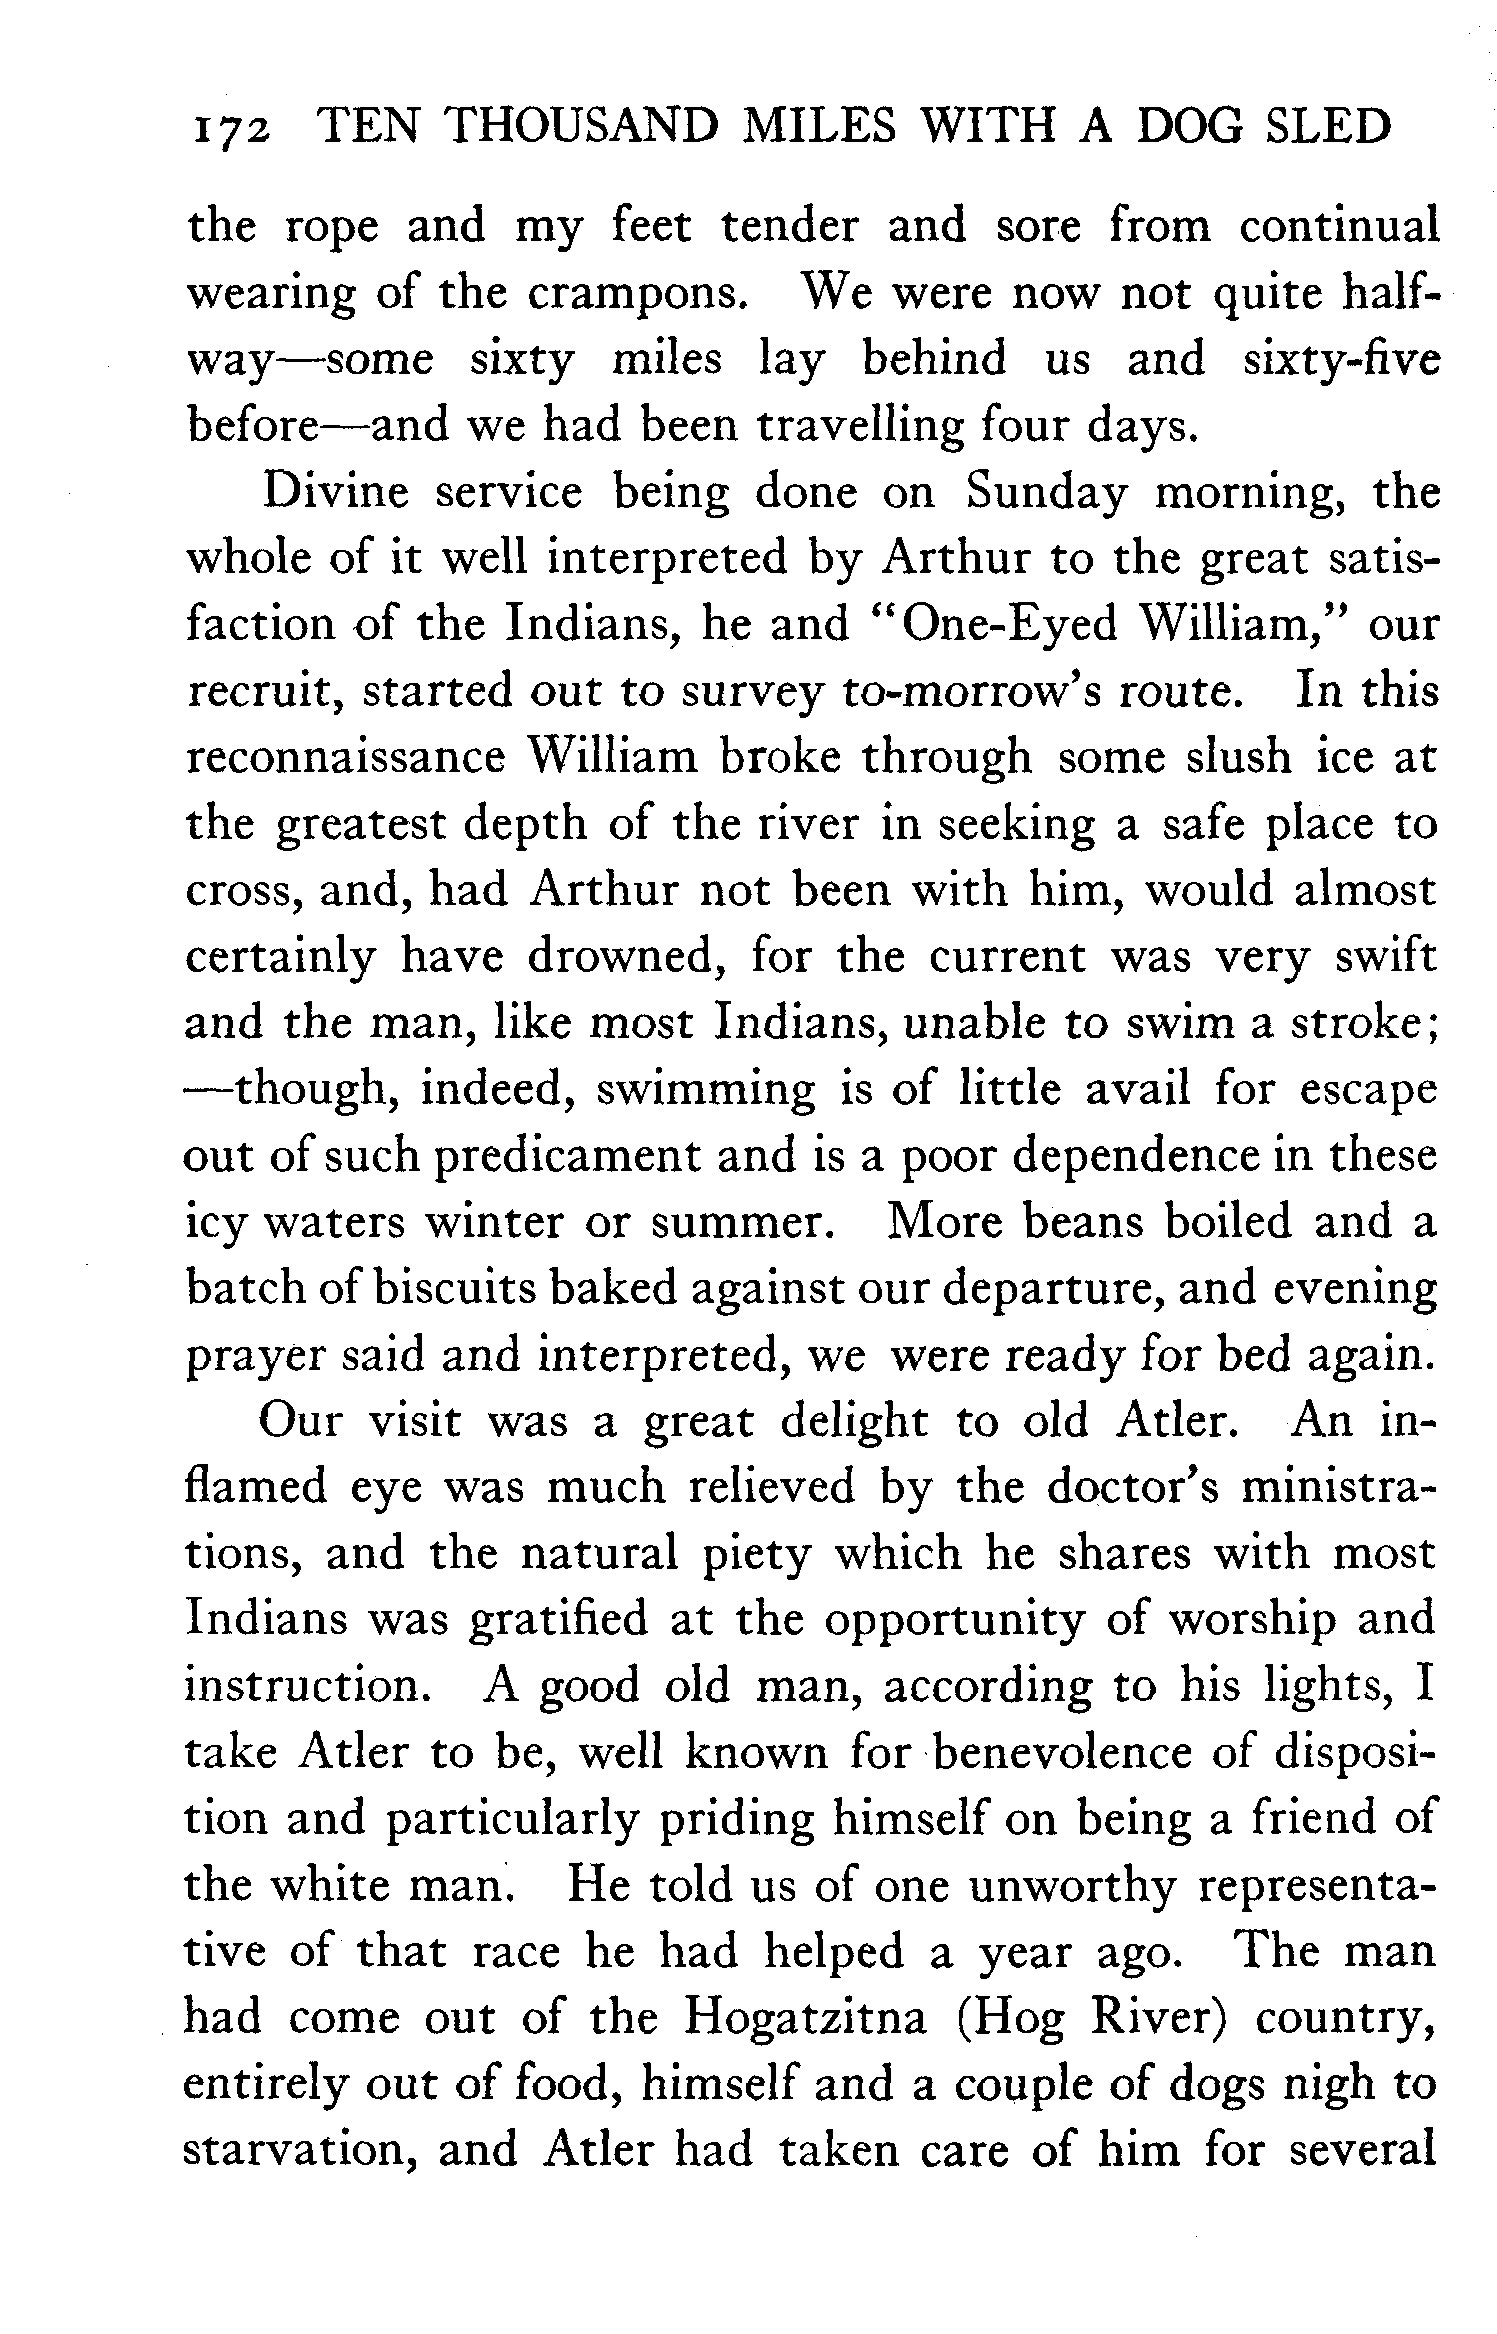 172 TEN THOUSAND MILES WITH A DOG SLED
the rope and my feet tender and sore from continual
wearing of the crampons. We were now not quite half-
way—some sixty miles lay behind us and sixty-five
before—and we had been travelling four days.
Divine service being done on Sunday morning, the
whole of it well interpreted by Arthur to the great satis-
faction of the Indians, he and "One-Eyed William," our
recruit, started out to survey to-morrow's route. In this
reconnaissance William broke through some slush ice at
the greatest depth of the river in seeking a safe place to
cross, and, had Arthur not been with him, would almost
certainly have drowned, for the current was very swift
and the man, like most Indians, unable to swim a stroke;
—though, indeed, swimming is of little avail for escape
out of such predicament and is a poor dependence in these
icy waters winter or summer. More beans boiled and a
batch of biscuits baked against our departure, and evening
prayer said and interpreted, we were ready for bed again.
Our visit was a great delight to old Atler. An in-
flamed eye was much relieved by the doctor's ministra-
tions, and the natural piety which he shares with most
Indians was gratified at the opportunity of worship and
instruction. A good old man, according to his lights, I
take Atler to be, well known for benevolence of disposi-
tion and particularly priding himself on being a friend of
the white man. He told us of one unworthy representa-
tive of that race he had helped a year ago. The man
had come out of the Hogatzitna (Hog River) country,
entirely out of food, himself and a couple of dogs nigh to
starvation, and Atler had taken care of him for several